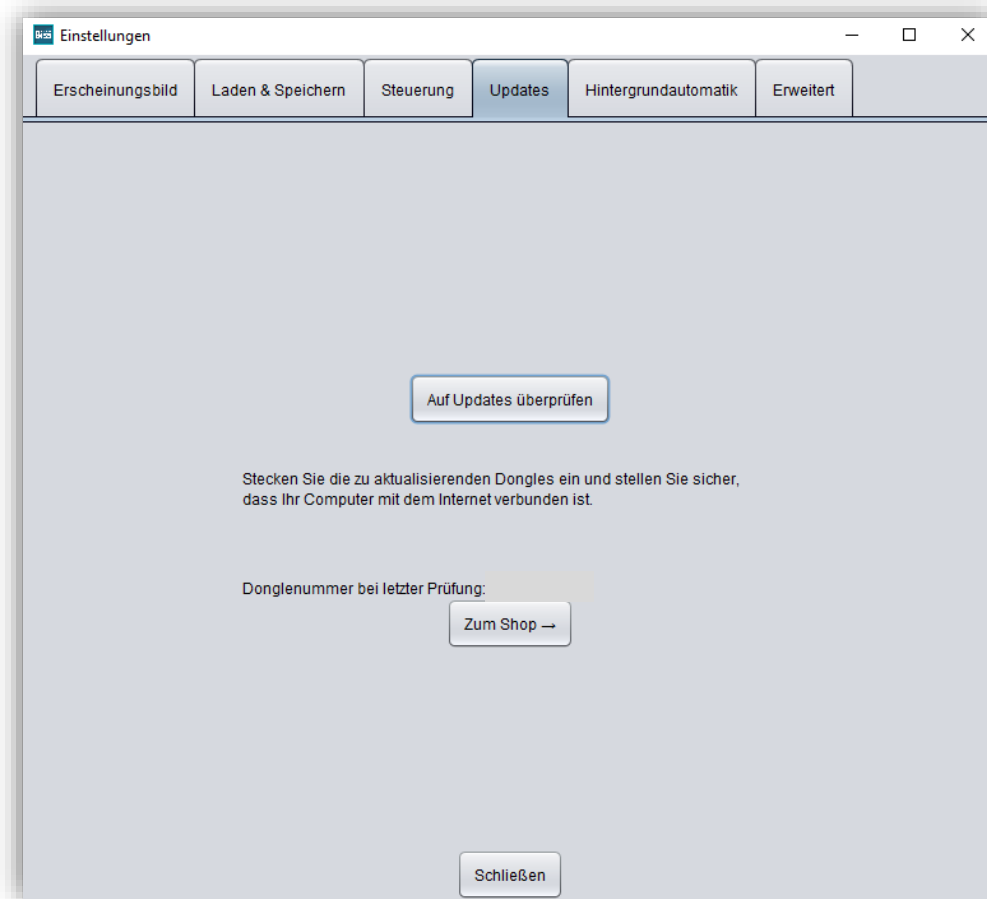 Einstellungen
Erscheinungsbild Laden & Speichern Steuerung Updates Hintergrundautomatik Erweitert
Auf Updates überprüfen
Stecken Sie die zu aktualisierenden Dongles ein und stellen Sie sicher,
dass Ihr Computer mit dem Internet verbunden ist.
Donglenummer bei letzter Prüfung:
Zum Shop →
Schließen